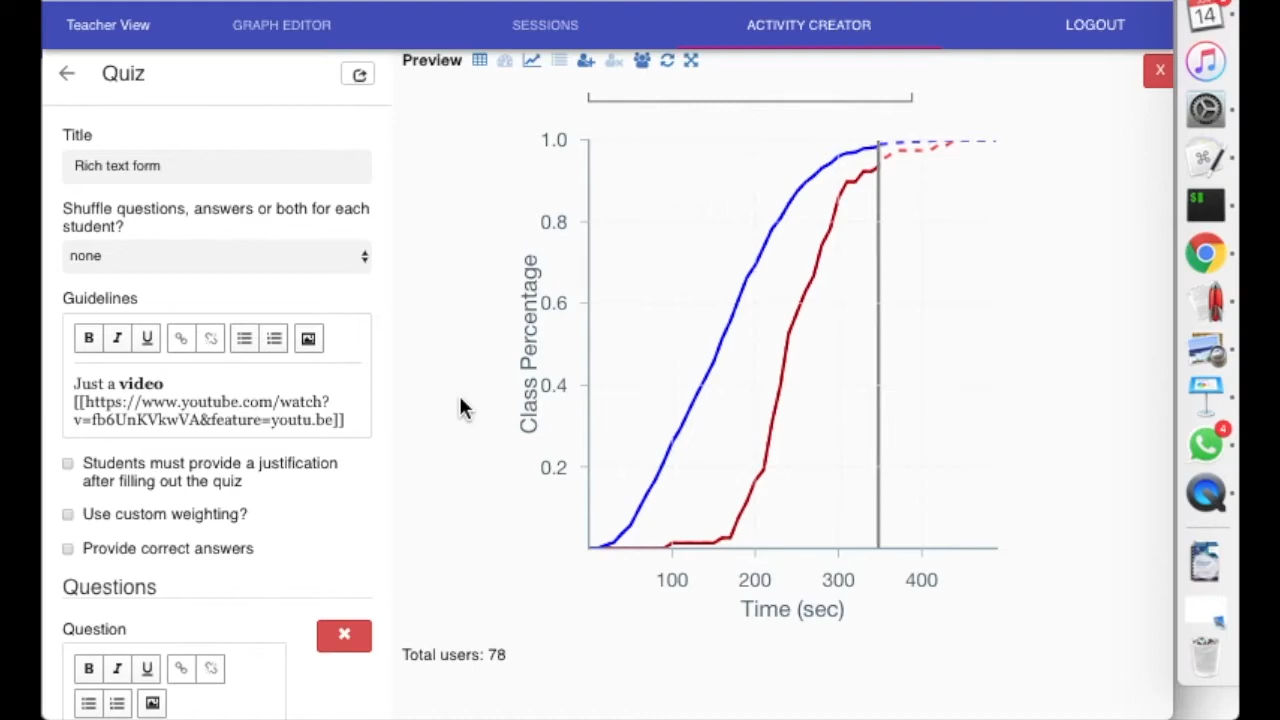 Teacher View
GRAPH EDITOR
SESSIONS
ACTIVITY CREATOR
LOGOUT
14
Quiz
Preview
X
Title
Rich text form
Shuffle questions, answers or both for each
student?
none
Guidelines
B I U
Just a video
[[https://www.youtube.com/watch?
v=fb6UnKVkwVA&feature=youtu.be]]
Students must provide a justification
after filling out the quiz
Use custom weighting?
Provide correct answers
Questions
Question
B I U
Class Percentage
1.0
0.8
0.6
0.4
0.2
100 200 300 400
Time (sec)
Total users: 78
4